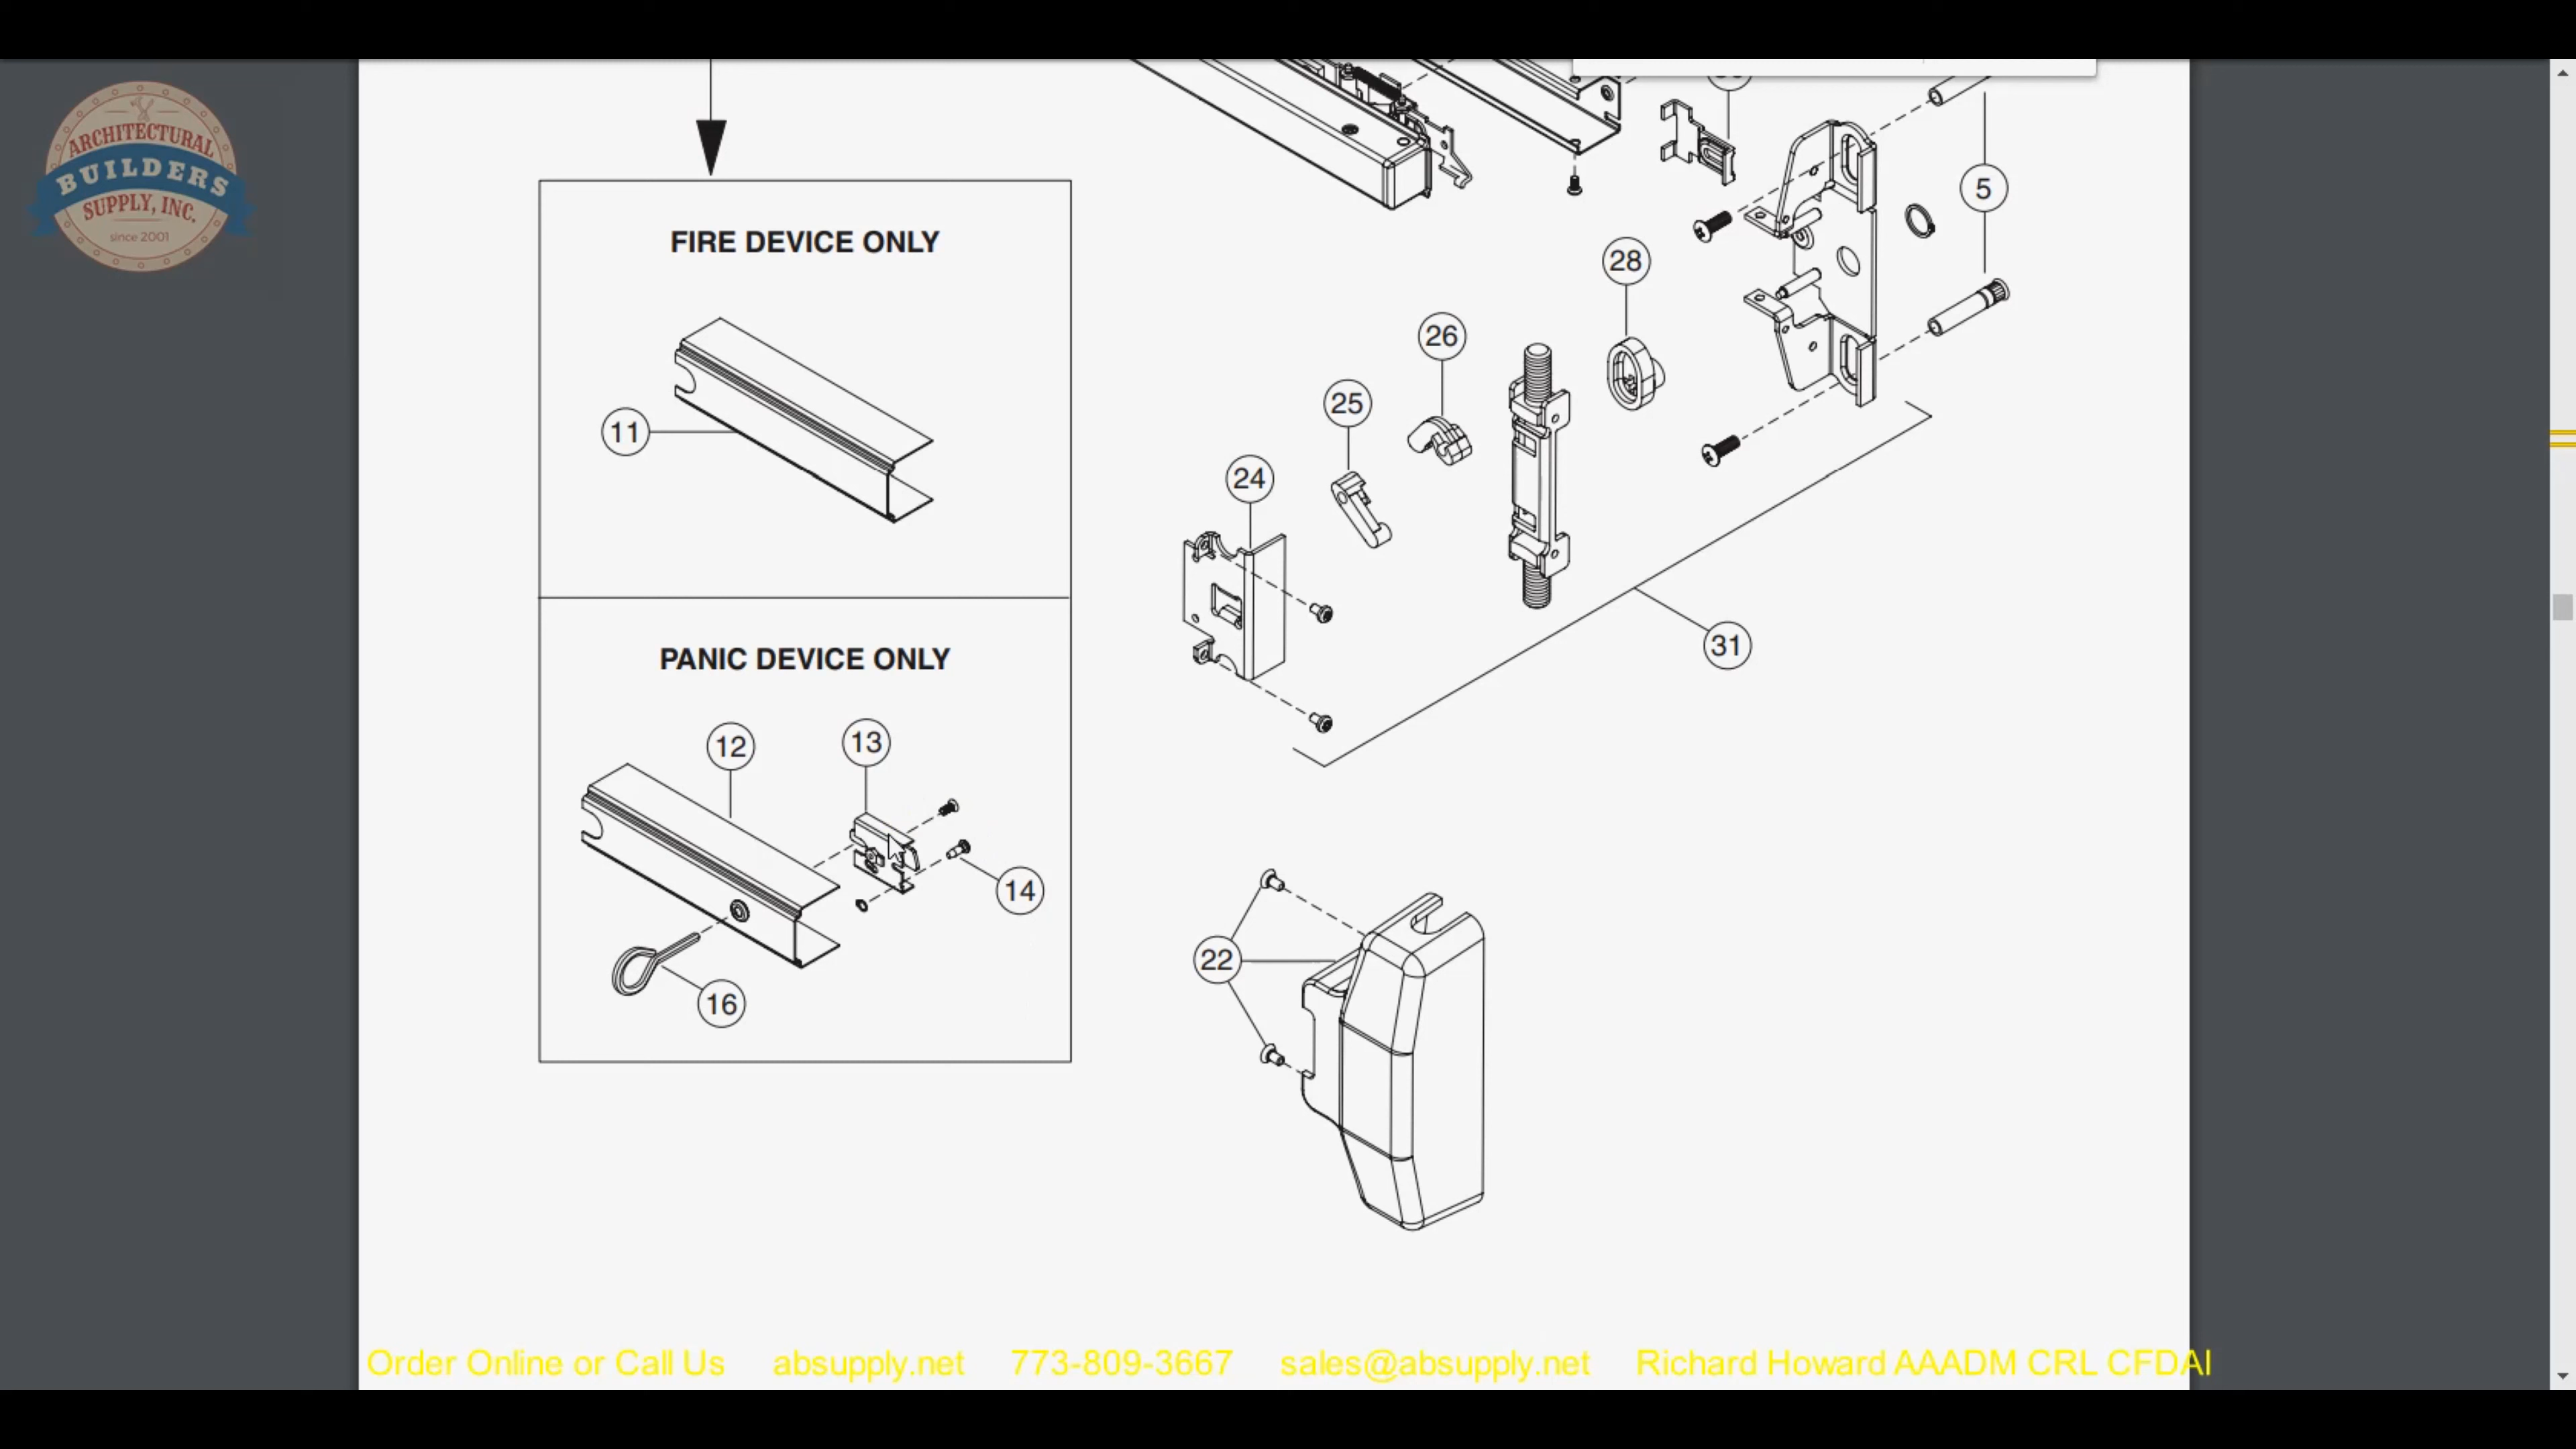 ARCHITECTURAL
BUILDERS
SUPPLY, INC.
since 2001
5
FIRE DEVICE ONLY
28
26
25
11
24
31
PANIC DEVICE ONLY
12
13
14
22
16
Order Online or Call Us absupply.net 773-809-3667 sales@absupply.net Richard Howard AAADM CRL CFDAI